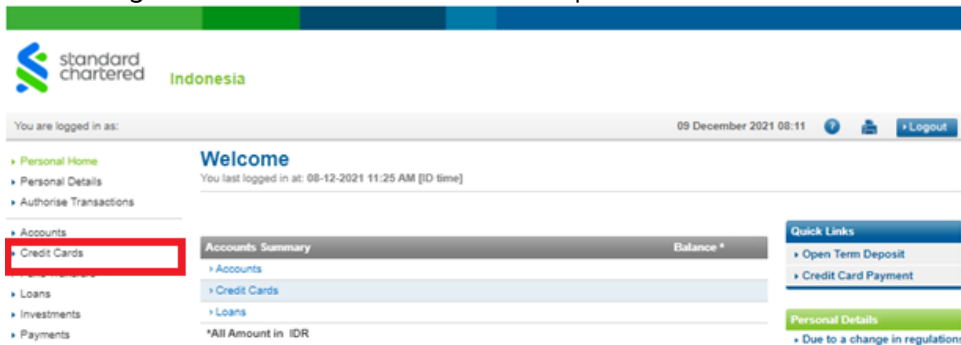 standard
chartered
Indonesia
You are logged in as:
09 December 2021 08:11
Logout
Personal Home
Personal Details
Authorise Transactions
Accounts
Credit Cards
Loans
Investments
Payments
Welcome
You last logged in at: 08-12-2021 11:25 AM [ID time]
Accounts Summary Balance *
Accounts
Credit Cards
Loans
*All Amount in IDR
Quick Links
Open Term Deposit
Credit Card Payment
Personal Details
Due to a change in regulations